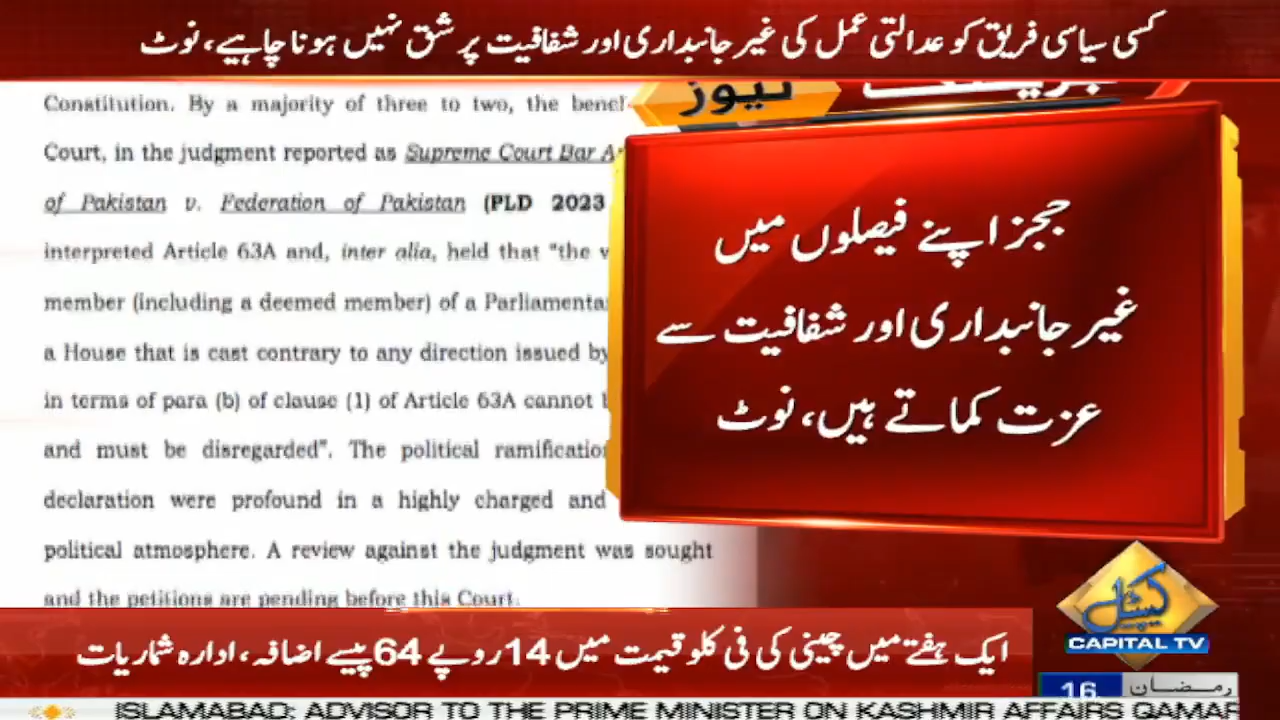 کسی سیاسی فریق کو عدالتی عمل کی غیر جانبداری اور شفافیت پر شق نہیں ہونا چاہیے، نوٹ
نیوز
Constitution. By a majority of three to two, the
Court, in the judgment reported as Supreme Court Bar
of Pakistan v. Federation of Pakistan (PLD 2023
interpreted Article 63A and, inter alia, held that "the
member (including a deemed member) of a
a House that is cast contrary to any direction issued by
in terms of para (b) of clause (1) of Article 63A cannot
and must be disregarded". The political
declaration were profound in a highly charged and
political atmosphere. A review against the judgment was sought
and the petitions are pending before this Court.
ججز اپنے فیصلوں میں
غیر جانبداری اور شفافیت سے
عزت کماتے ہیں، نوٹ
کیپٹل
CAPITAL TV
ایک ہفتے میں چینی کی فی کلو قیمت میں 14 روپے 64 پیسے اضافہ، ادارہ شماریات
16 رمضان
ISLAMABAD: ADVISOR TO THE PRIME MINISTER ON KASHMIR AFFAIRS QAMAR